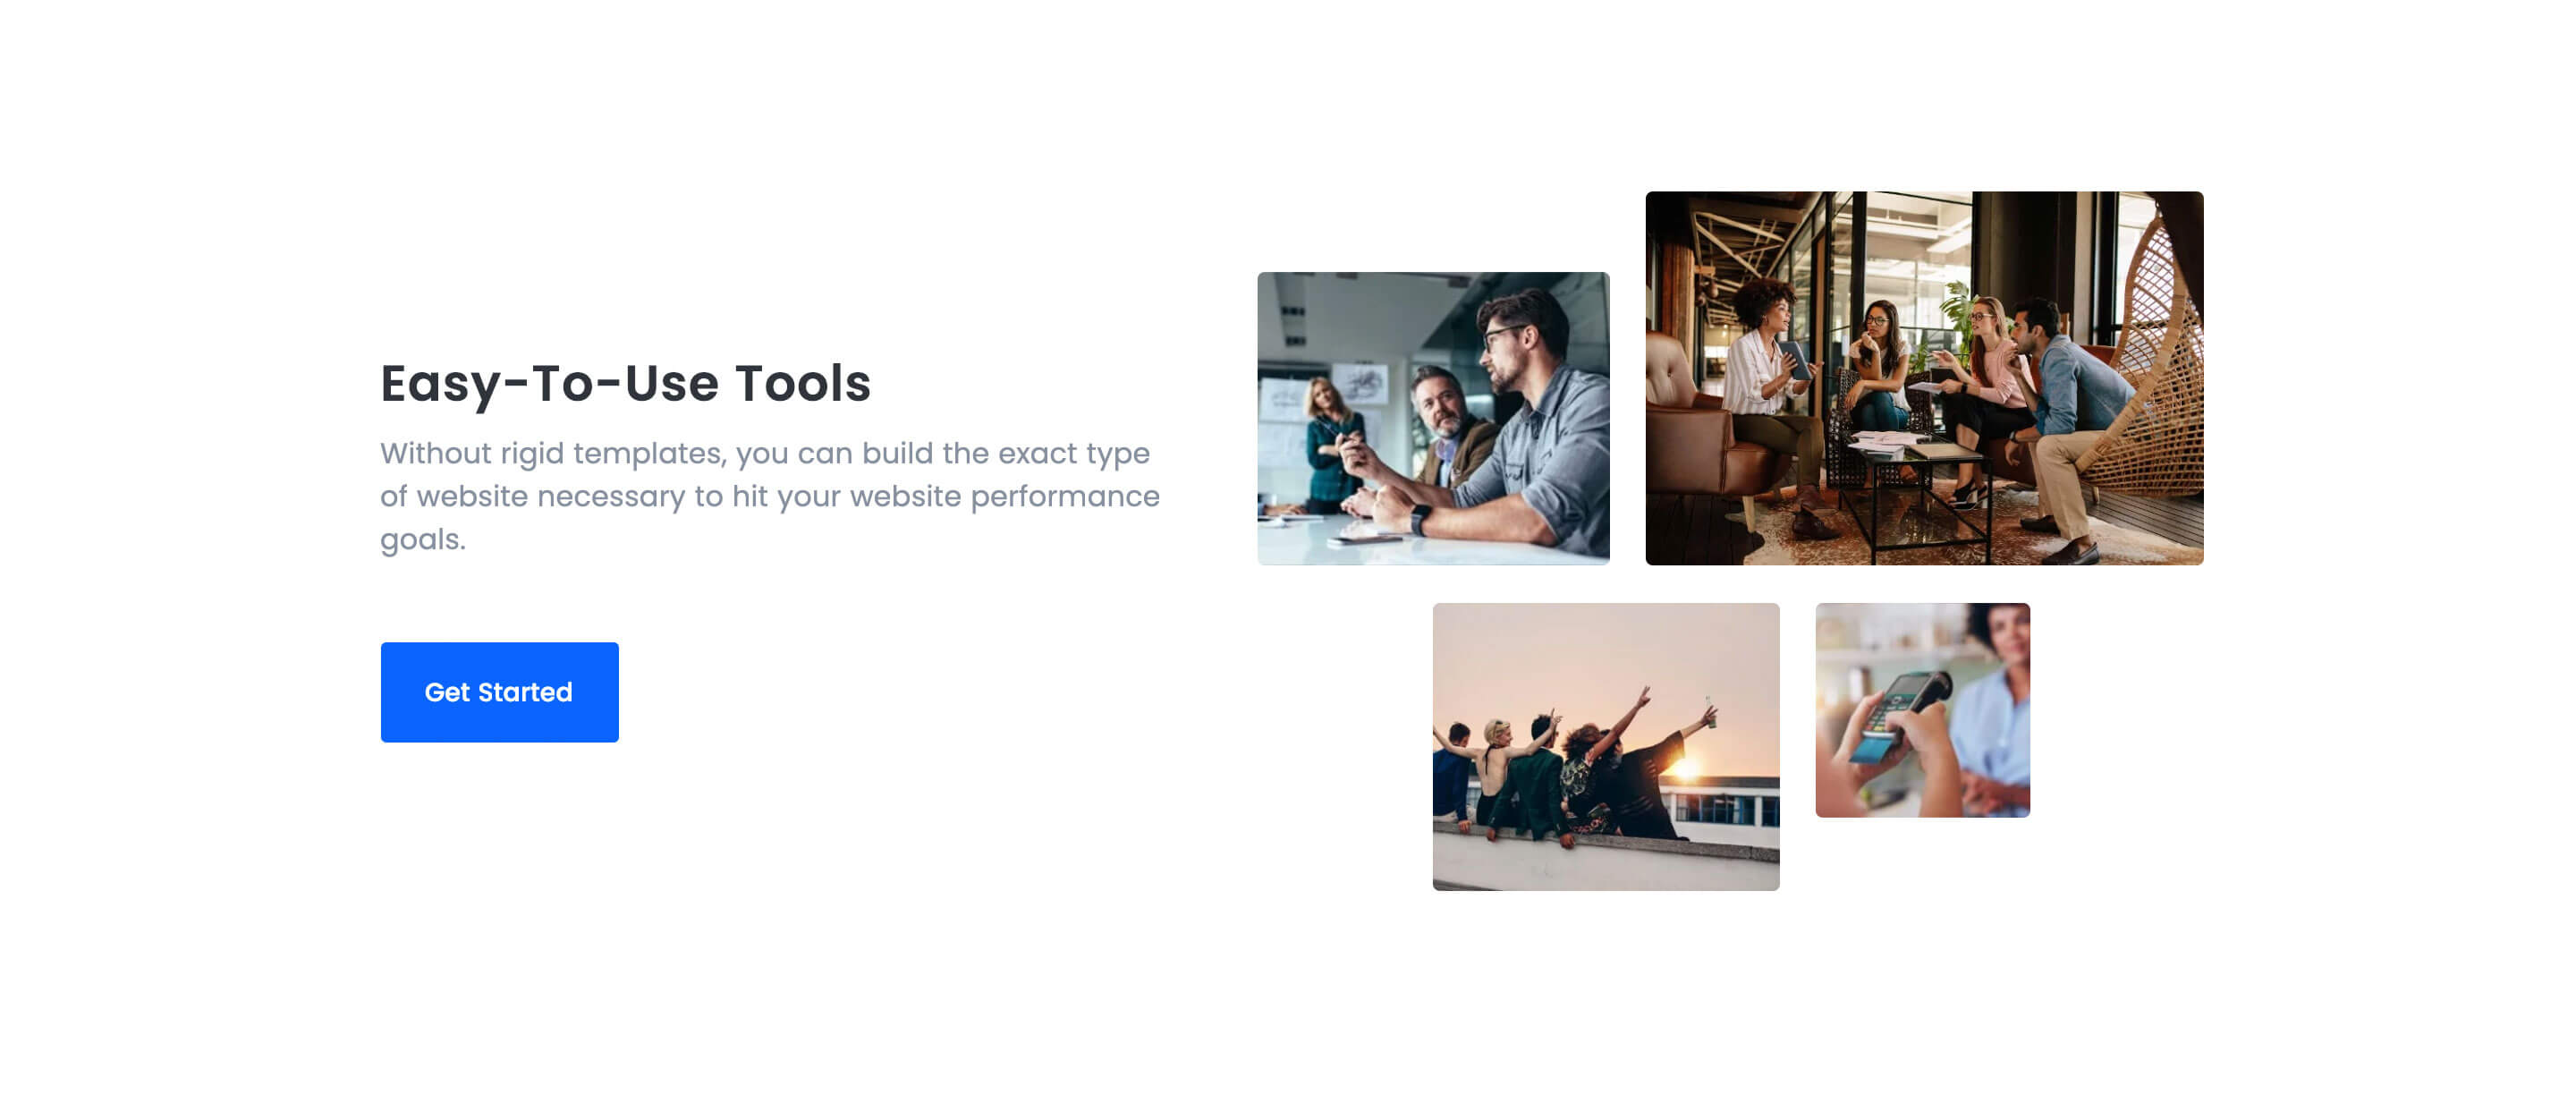 Easy-To-Use Tools
Without rigid templates, you can build the exact type
of website necessary to hit your website performance
goals.
Get Started